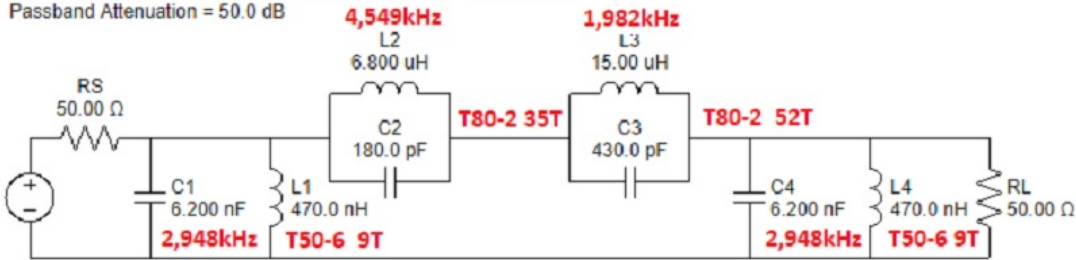 Passband Attenuation = 50.0 dB
4,549kHz
L2
6.800 uH
1,982kHz
L3
15.00 uH
RS
50.00 Ω
C2
180.0 pF
T80-2 35T
C3
430.0 pF
T80-2 52T
C1
6.200 nF
2,948kHz
L1
470.0 nH
T50-6 9T
C4
6.200 nF
2,948kHz
L4
470.0 nH
T50-6 9T
RL
50.00 Ω